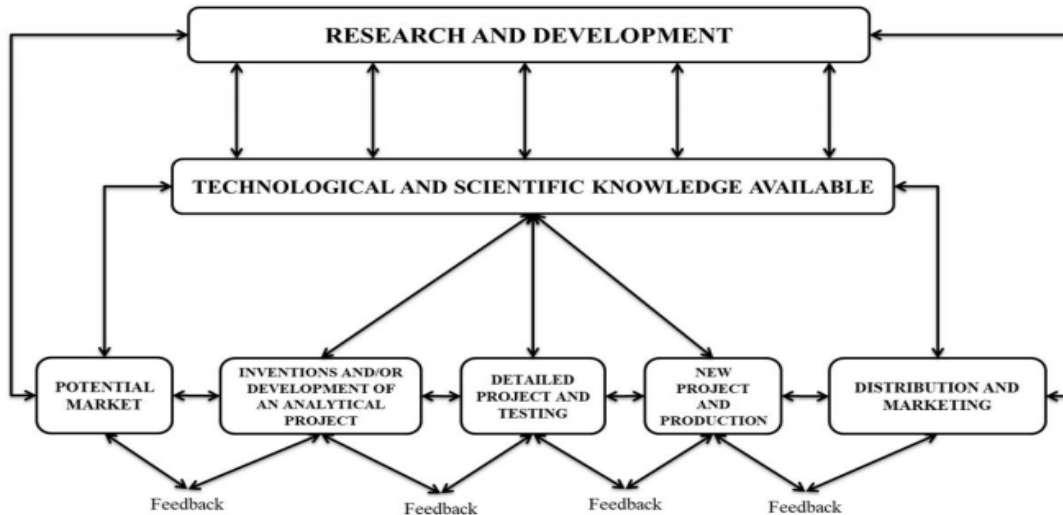 RESEARCH AND DEVELOPMENT
TECHNOLOGICAL AND SCIENTIFIC KNOWLEDGE AVAILABLE
POTENTIAL
MARKET
INVENTIONS AND/OR
DEVELOPMENT OF
AN ANALYTICAL
PROJECT
DETAILED
PROJECT AND
TESTING
NEW
PROJECT
AND
PRODUCTION
DISTRIBUTION AND
MARKETING
Feedback
Feedback
Feedback
Feedback